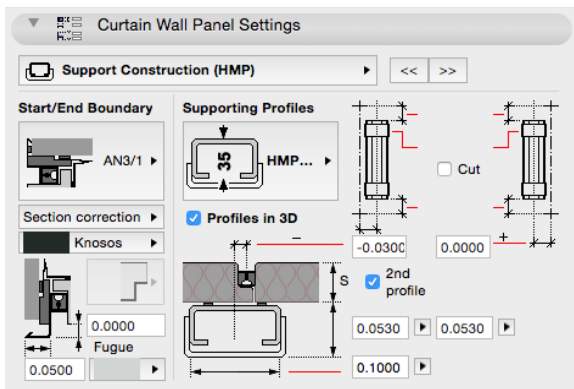 Curtain Wall Panel Settings
Support Construction (HMP)
<< >>
Start/End Boundary
Supporting Profiles
AN3/1
35
HMP...
Cut
Section correction
Profiles in 3D
Knosos
-0.0300
0.0000
S
2nd
profile
0.0000
Fugue
0.0530
0.0530
0.0500
0.1000